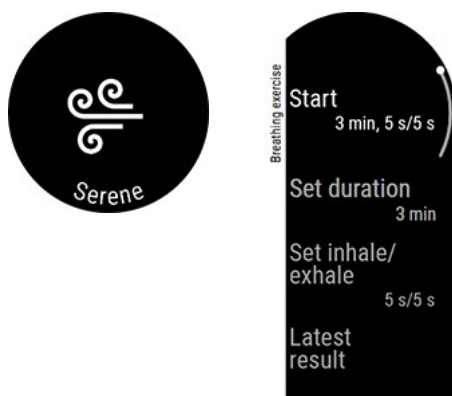 Serene
Breathing exercise
Start
3 min, 5 s/5 s
Set duration
3 min
Set inhale/
exhale
5 s/5 s
Latest
result